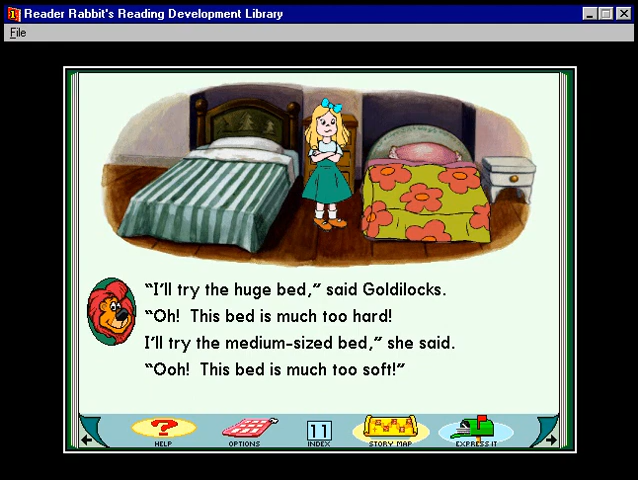 Reader Rabbit's Reading Development Library
File
“I'll try the huge bed,” said Goldilocks.
“Oh!  This bed is much too hard!
I'll try the medium-sized bed,” she said.
“Ooh!  This bed is much too soft!”
HELP
OPTIONS
11
INDEX
STORY MAP
EXPRESS IT